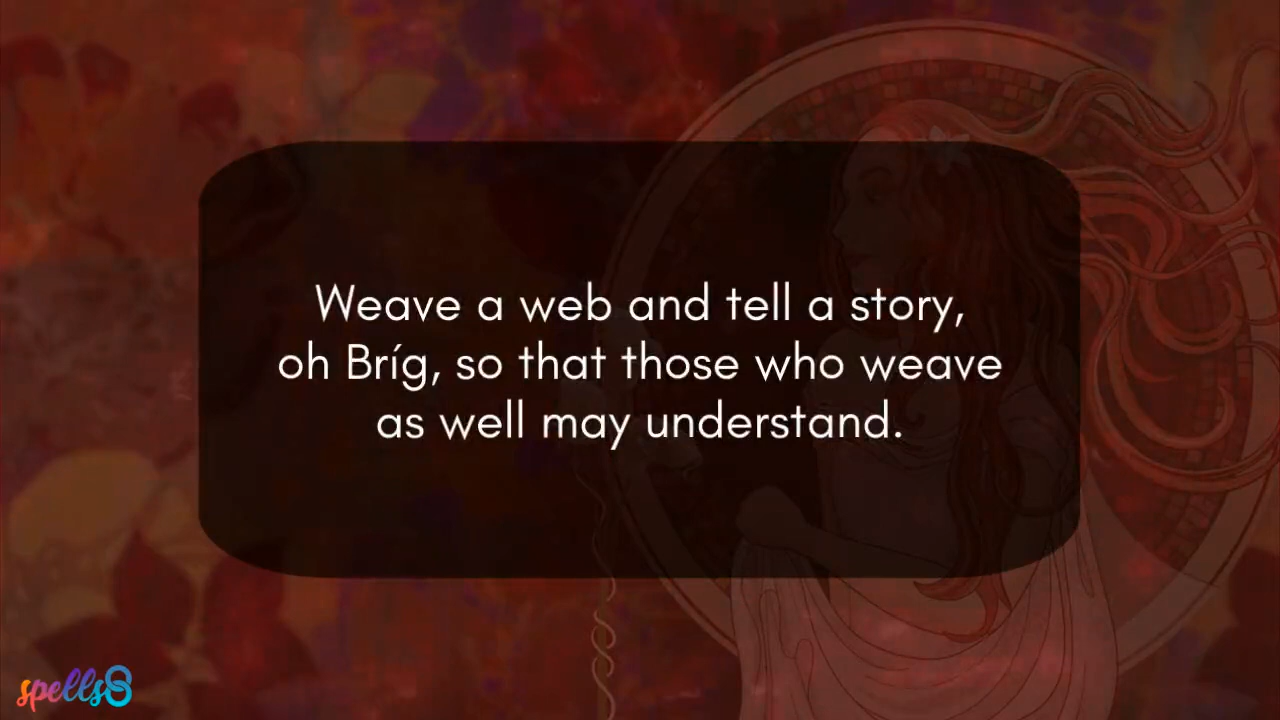 Weave a web and tell a story,
oh Bríg, so that those who weave
as well may understand.
spells8